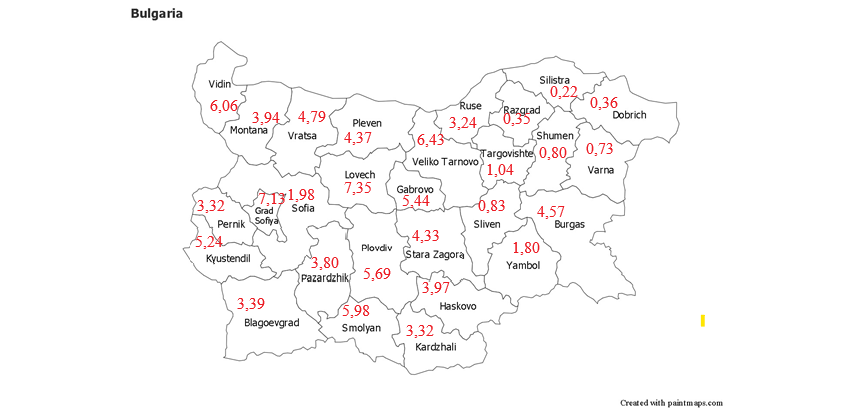 Bulgaria
Vidin
6,06
Montana
3,94
Vratsa
4,79
Pleven
4,37
Lovech
7,35
Veliko Tarnovo
6,43
Gabrovo
5,44
Ruse
3,24
Razgrad
0,35
Silistra
0,22
Dobrich
0,36
Shumen
0,80
Targovishte
1,04
Varna
0,73
Pernik
3,32
Grad
Sofiya
7,13
Sofia
1,98
Kyustendil
5,24
Pazardzhik
3,80
Plovdiv
5,69
Stara Zagora
4,33
Sliven
0,83
Burgas
4,57
Yambol
1,80
Blagoevgrad
3,39
Smolyan
5,98
Haskovo
3,97
Kardzhali
3,32
Created with paintmaps.com